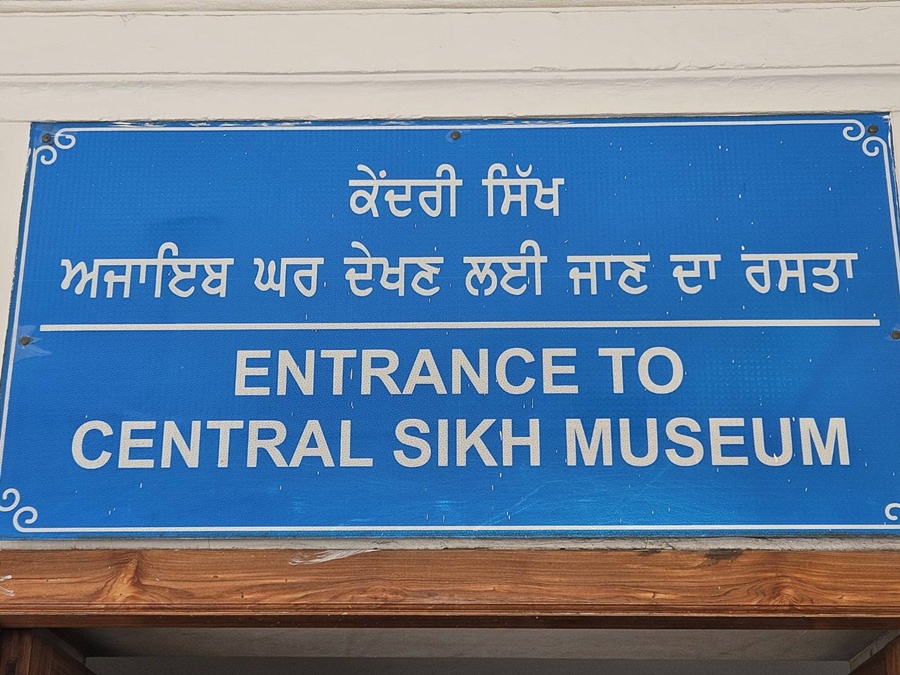 ਕੇਂਦਰੀ ਸਿੱਖ
ਅਜਾਇਬ ਘਰ ਦੇਖਣ ਲਈ ਜਾਣ ਦਾ ਰਸਤਾ
ENTRANCE TO
CENTRAL SIKH MUSEUM